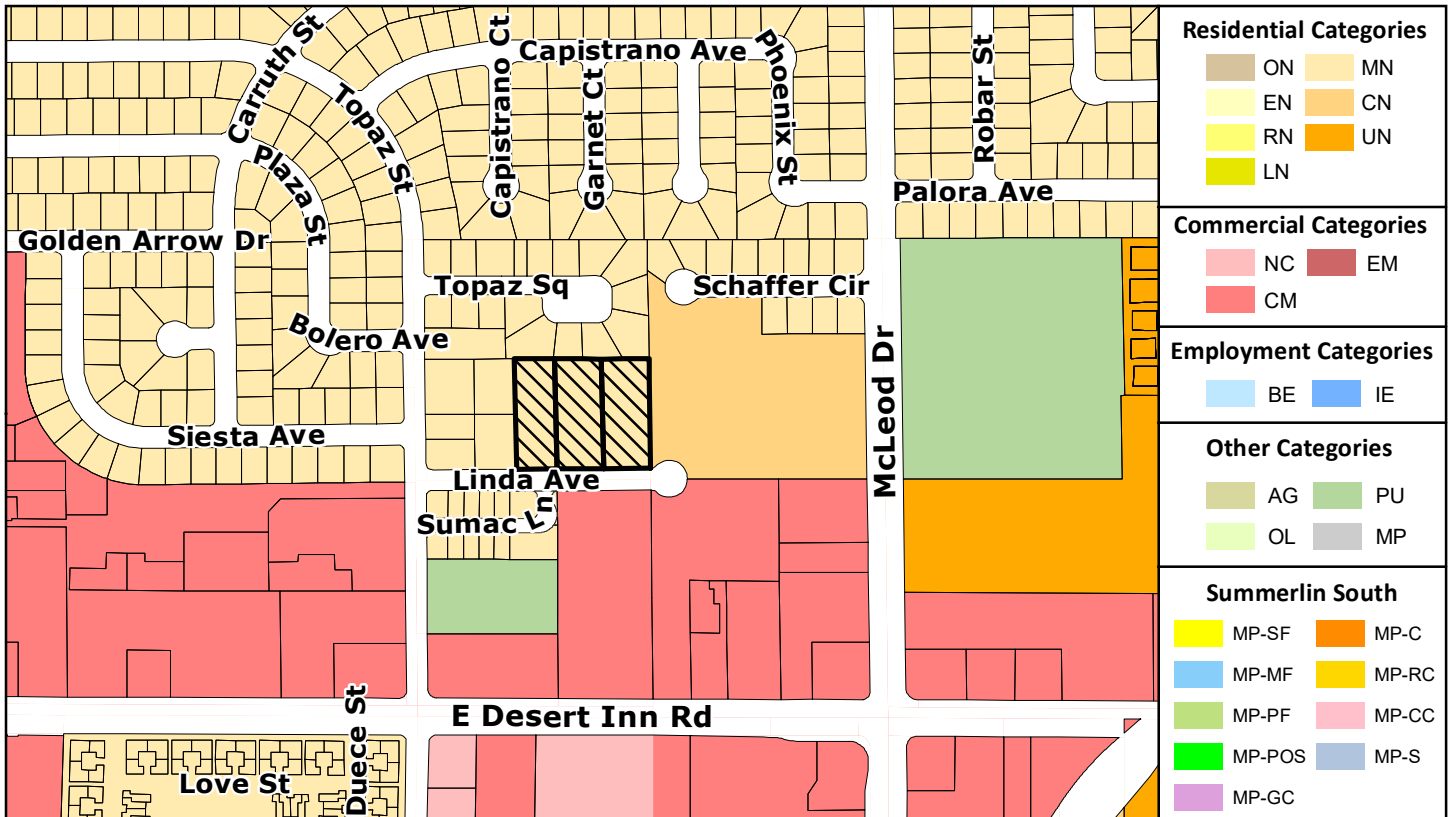 Carruth St
Topaz St
Capistrano Ct
Capistrano Ave
Garnet Ct
Phoenix St
Robar St
Plaza St
Palora Ave
Golden Arrow Dr
Topaz Sq
Schaffer Cir
Bolero Ave
McLeod Dr
Siesta Ave
Linda Ave
Sumac Ln
E Desert Inn Rd
Duece St
Love St
Residential Categories
ON MN
EN CN
RN UN
LN
Commercial Categories
NC EM
CM
Employment Categories
BE IE
Other Categories
AG PU
OL MP
Summerlin South
MP-SF MP-C
MP-MF MP-RC
MP-PF MP-CC
MP-POS MP-S
MP-GC